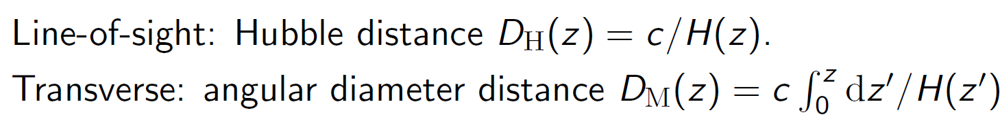 Line-of-sight: Hubble distance D_H(z) = c/H(z).
Transverse: angular diameter distance D_M(z) = c ∫_0^z dz′/H(z′)